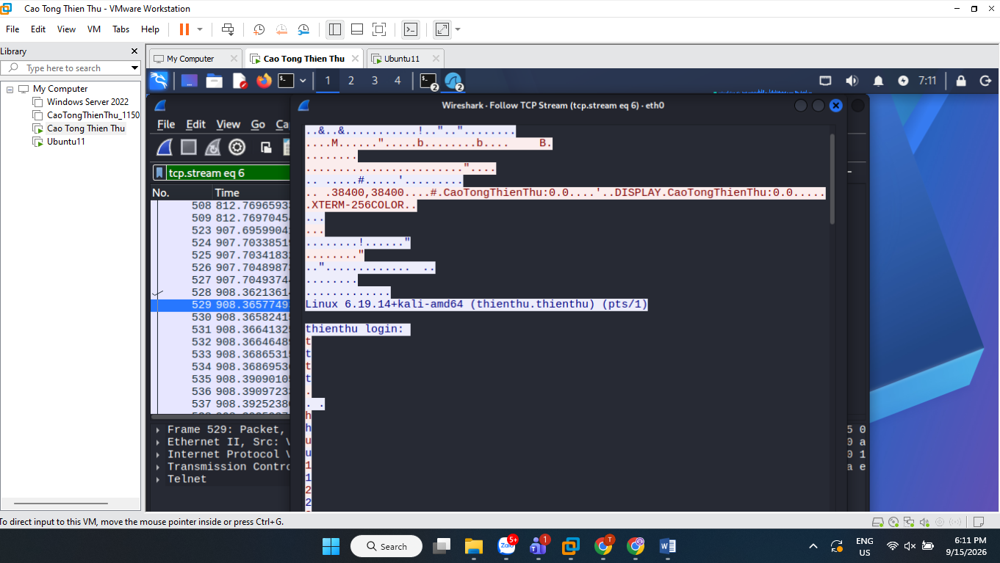 Cao Tong Thien Thu - VMware Workstation
File Edit View VM Tabs Help
Library
Type here to search
My Computer
Windows Server 2022
CaoTongThienThu_1150
Cao Tong Thien Thu
Ubuntu11
My Computer
Cao Tong Thien Thu
Ubuntu11
1 2 3 4
2
2
7:11
Wireshark · Follow TCP Stream (tcp.stream eq 6) · eth0
File Edit View Go Ca
tcp.stream eq 6
No. Time
508 812.7696593
509 812.7697045
523 907.6959904
524 907.7033851
525 907.7034183
526 907.7048987
527 907.7049374
528 908.3621361
529 908.3657749
530 908.3658241
531 908.3664132
532 908.3664648
533 908.3686531
534 908.3869536
535 908.3909010
536 908.3909723
537 908.3925238
Frame 529: Packet,
Ethernet II, Src: V
Internet Protocol V
Transmission Contro
Telnet
5 0
0 a
0 1
a e
..&..&...........!..".."........
....M......".....b........b.... B.
........
........................."....
.. .....#.....'.........
.. .38400,38400....#.CaoTongThienThu:0.0....'..DISPLAY.CaoTongThienThu:0.0.....
.XTERM-256COLOR..
...
...
........!......"
........"
.."............. ..
........
.............
Linux 6.19.14+kali-amd64 (thienthu.thienthu) (pts/1)
thienthu login:
t
t
t
t
.
. .
h
h
u
u
1
1
2
2
To direct input to this VM, move the mouse pointer inside or press Ctrl+G.
Search
5+
Zalo
1
T
ENG
US
6:11 PM
9/15/2026